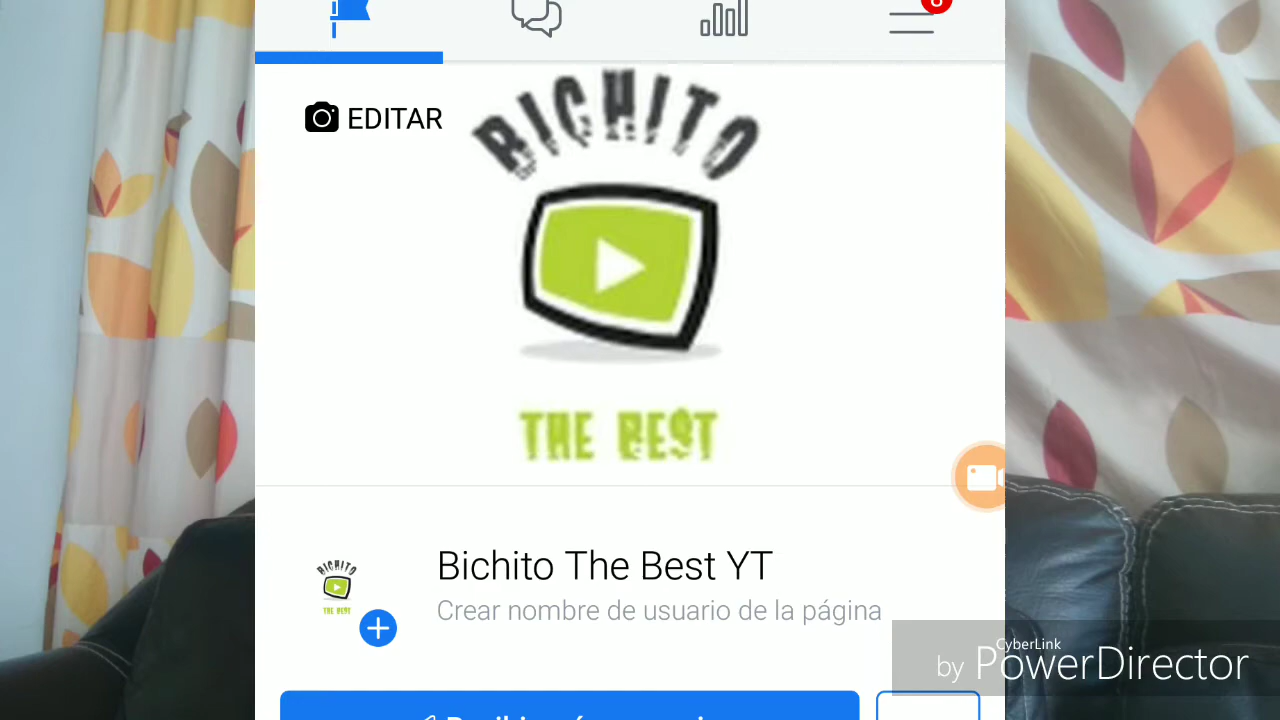 8
EDITAR
BICHITO
THE BEST
Bichito The Best YT
BICHITO
THE BEST
Crear nombre de usuario de la página
CyberLink
by PowerDirector